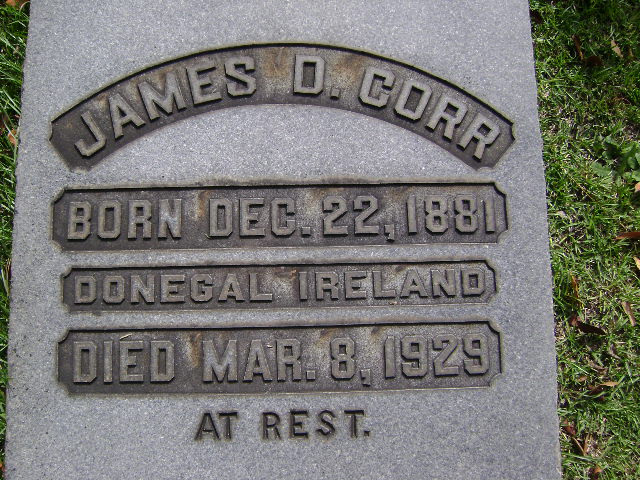 JAMES D. CORR
BORN DEC. 22, 1881
DONEGAL IRELAND
DIED MAR. 8, 1929
AT REST.